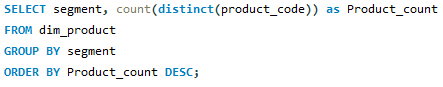 SELECT segment, count(distinct(product_code)) as Product_count
FROM dim_product
GROUP BY segment
ORDER BY Product_count DESC;